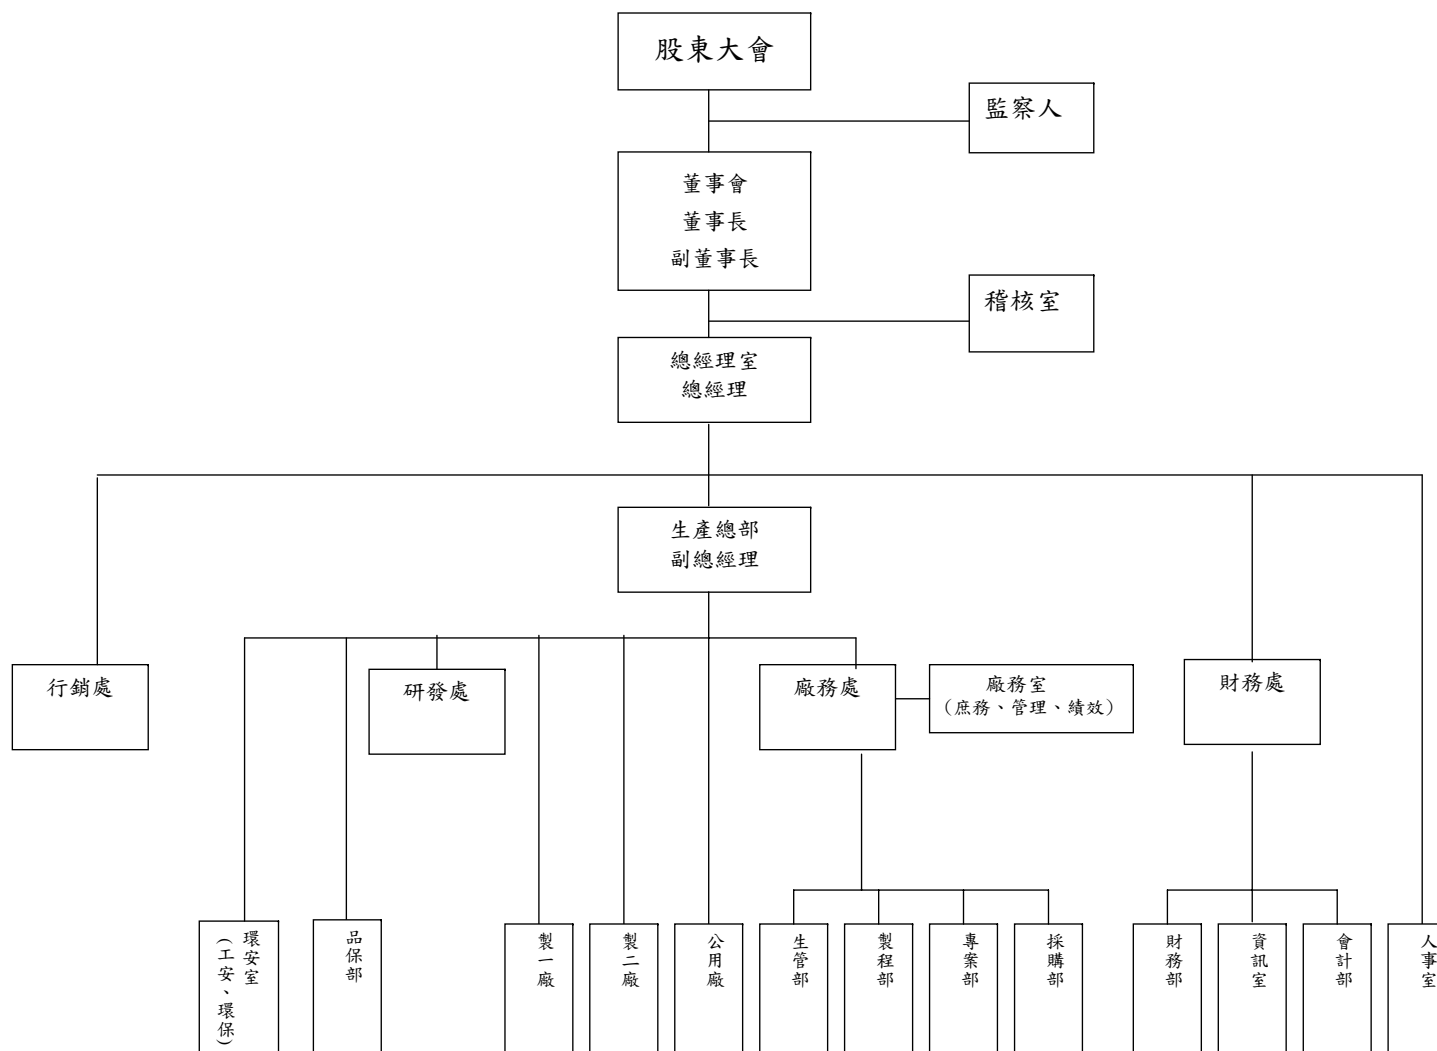 股東大會
監察人
董事會
董事長
副董事長
稽核室
總經理室
總經理
生產總部
副總經理
行銷處
研發處
廠務處
廠務室
(庶務、管理、績效)
財務處
環安室
(工安、環保)
品保部
製一廠
製二廠
公用廠
生管部
製程部
專案部
採購部
財務部
資訊室
會計部
人事室